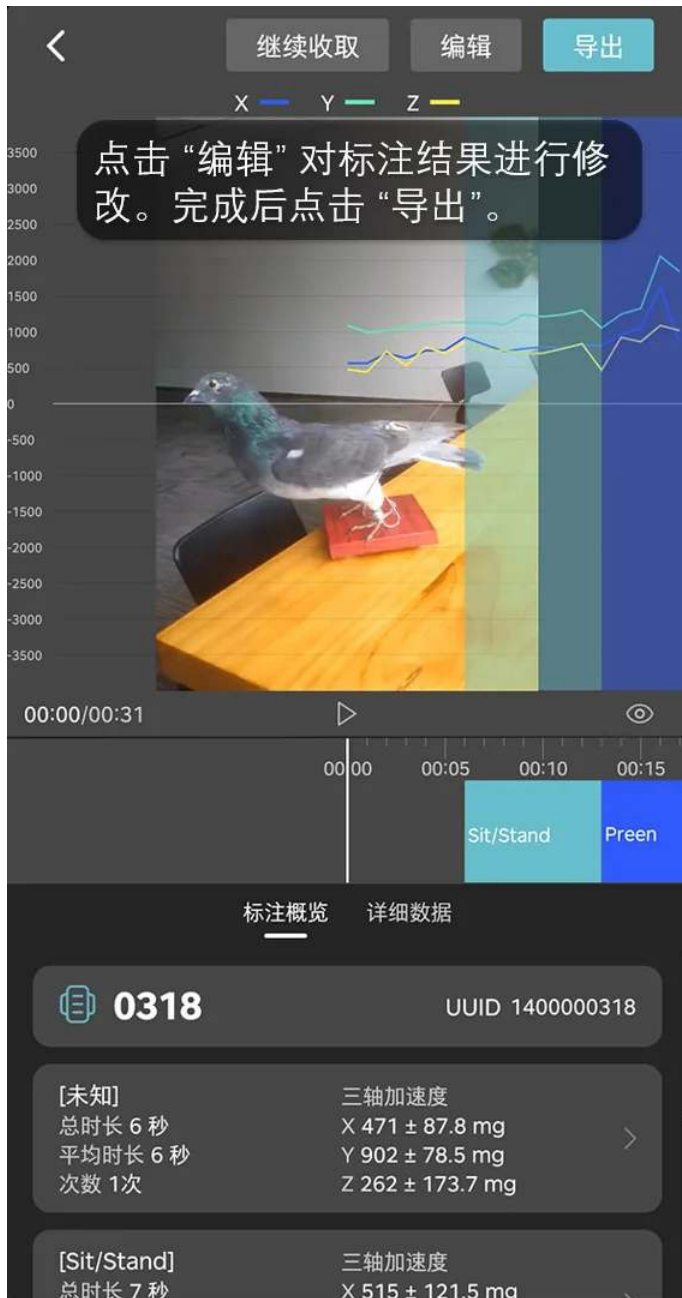 继续收取 编辑 导出
X Y Z
点击 “编辑” 对标注结果进行修
改。完成后点击 “导出”。
3500
3000
2500
2000
1500
1000
500
0
-500
-1000
-1500
-2000
-2500
-3000
-3500
00:00/00:31
00:00 00:05 00:10 00:15
Sit/Stand Preen
标注概览 详细数据
0318 UUID 1400000318
[未知] 三轴加速度
总时长 6 秒 X 471 ± 87.8 mg
平均时长 6 秒 Y 902 ± 78.5 mg
次数 1次 Z 262 ± 173.7 mg
[Sit/Stand] 三轴加速度
总时长 7 秒 X 515 ± 121.5 mg